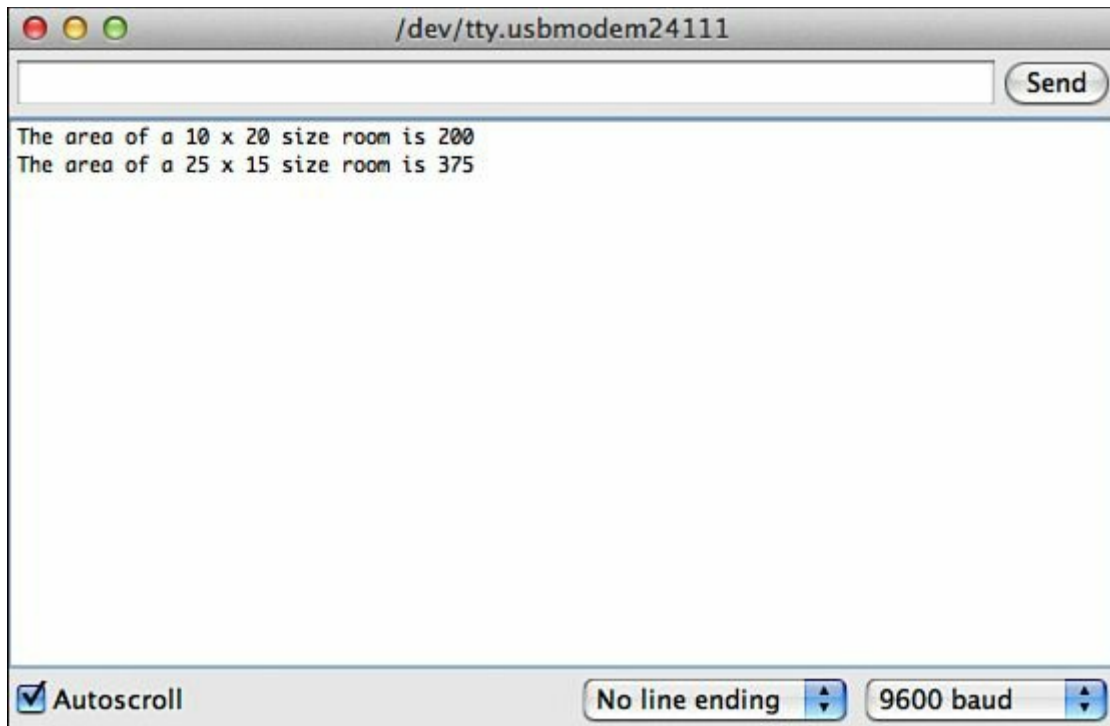 /dev/tty.usbmodem24111
Send
The area of a 10 x 20 size room is 200
The area of a 25 x 15 size room is 375
Autoscroll
No line ending
9600 baud